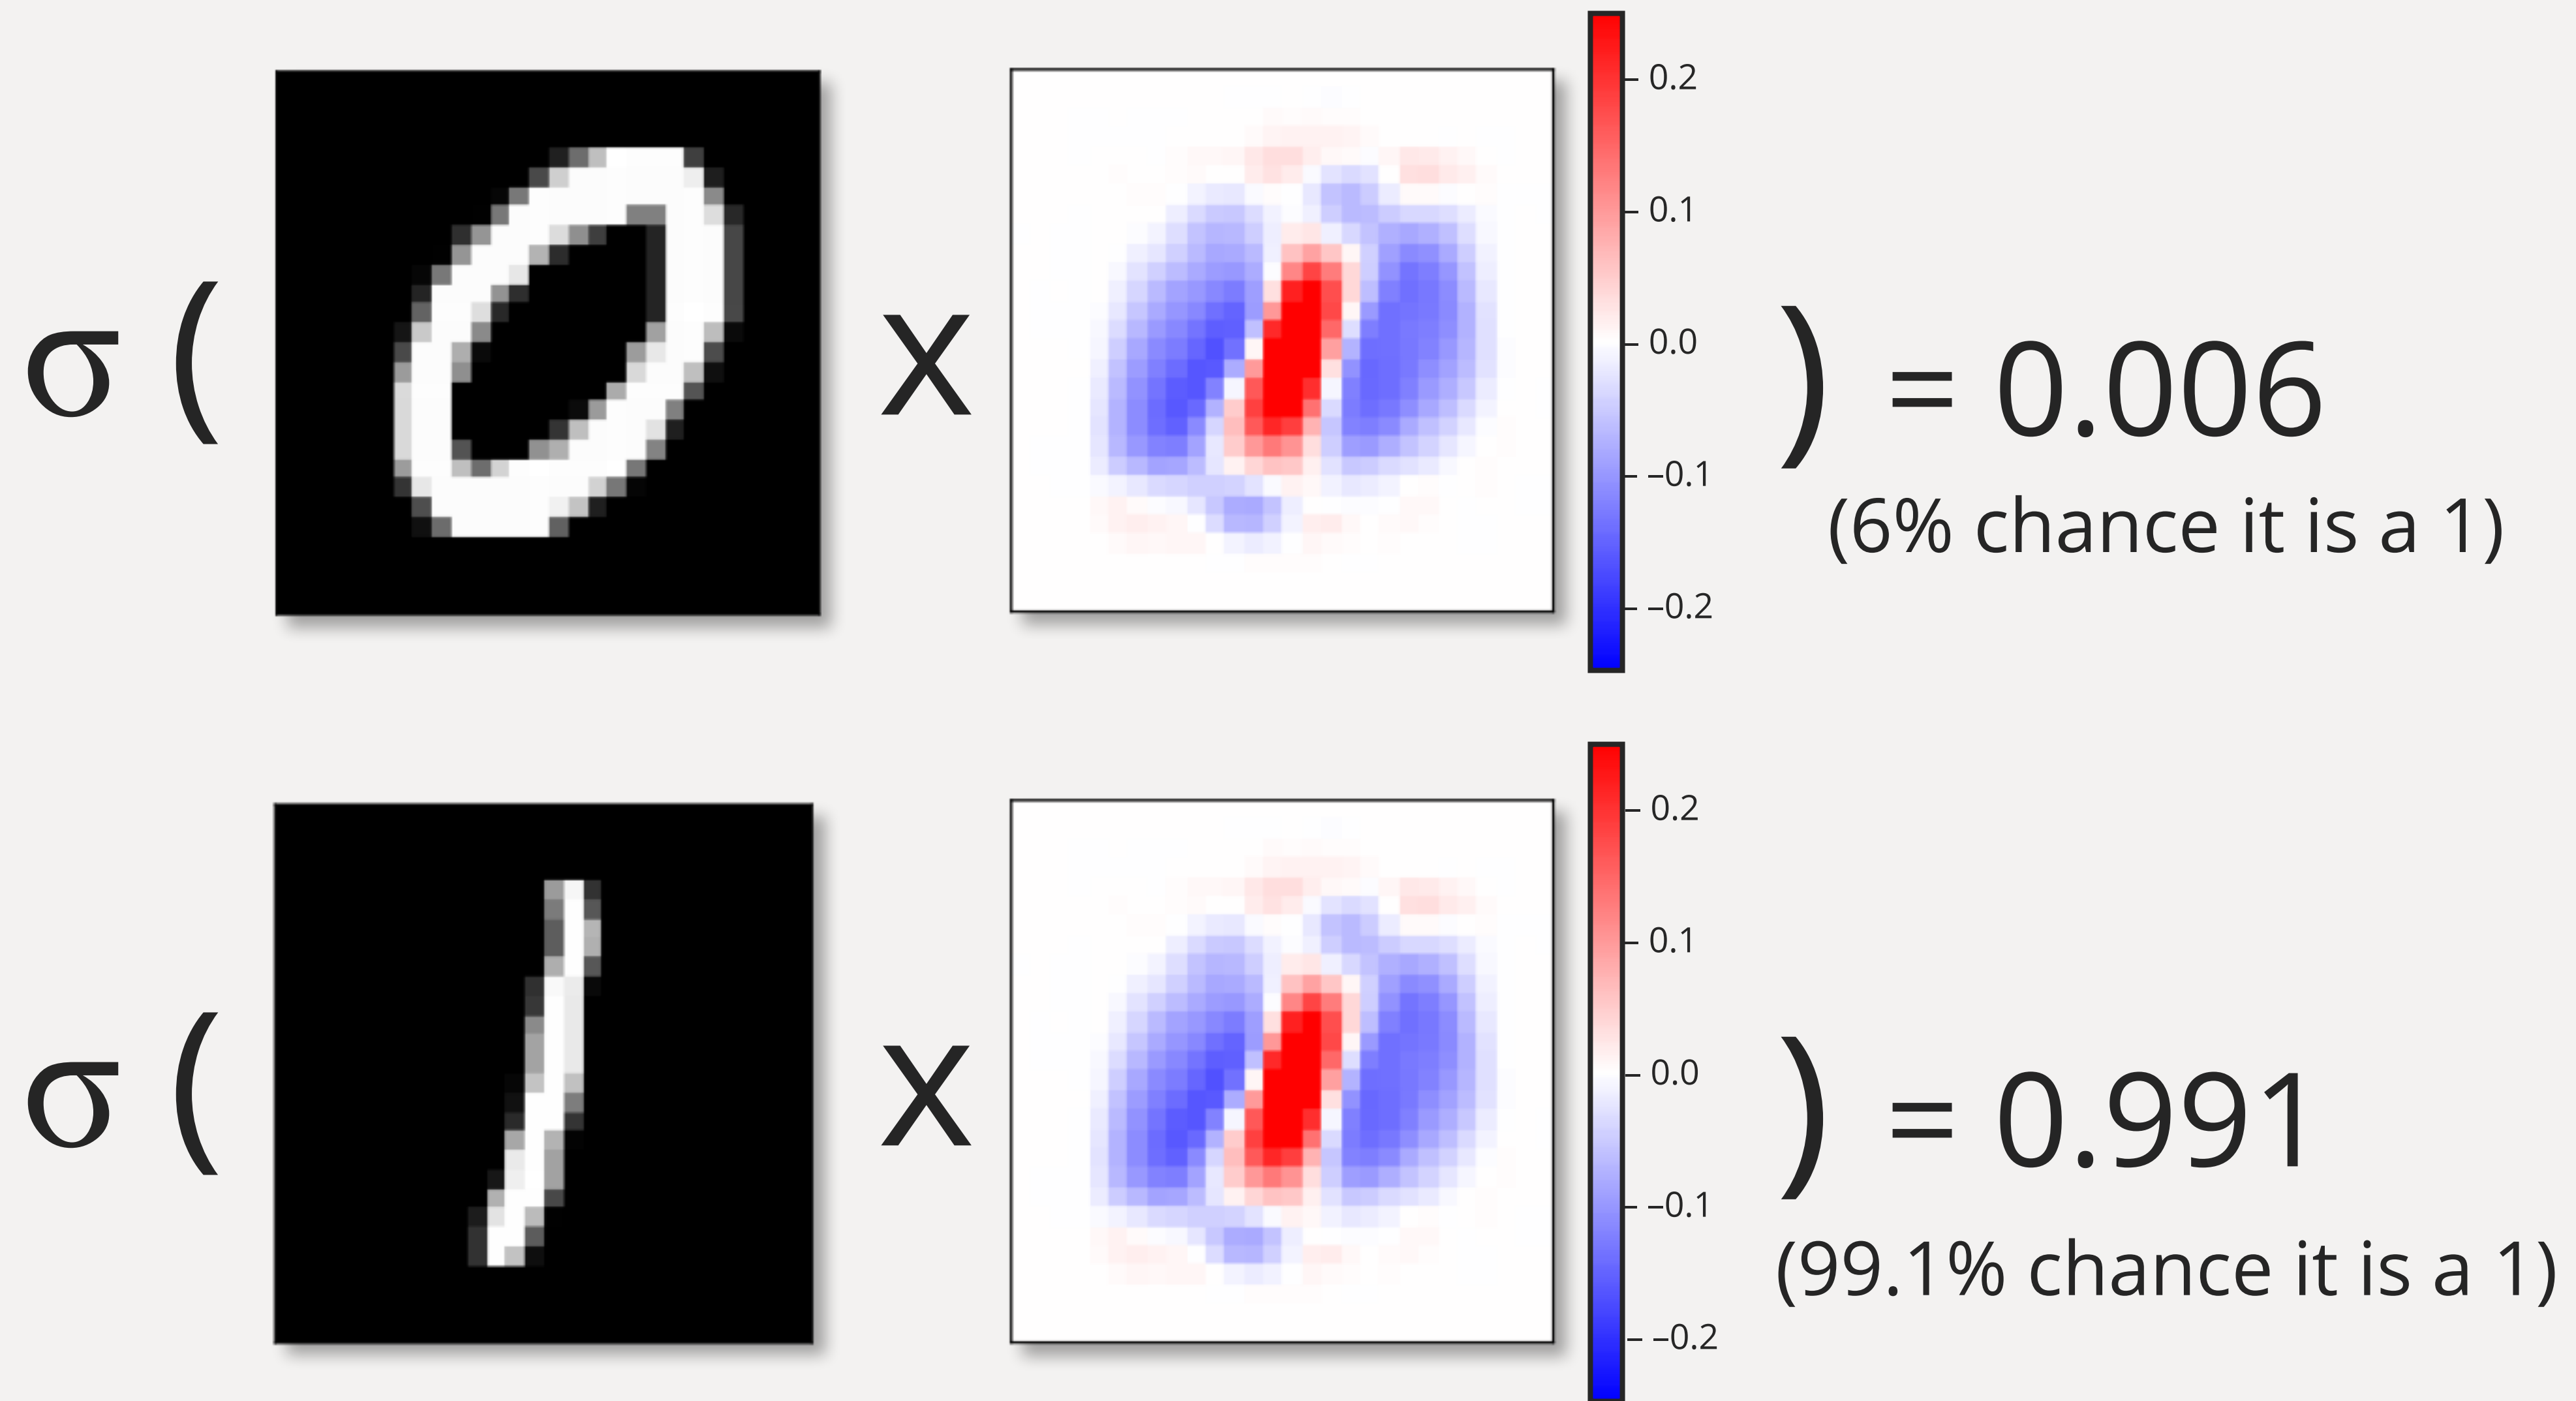 σ ( x ) = 0.006
(6% chance it is a 1)
0.2
0.1
0.0
−0.1
−0.2
σ ( x ) = 0.991
(99.1% chance it is a 1)
0.2
0.1
0.0
−0.1
−0.2